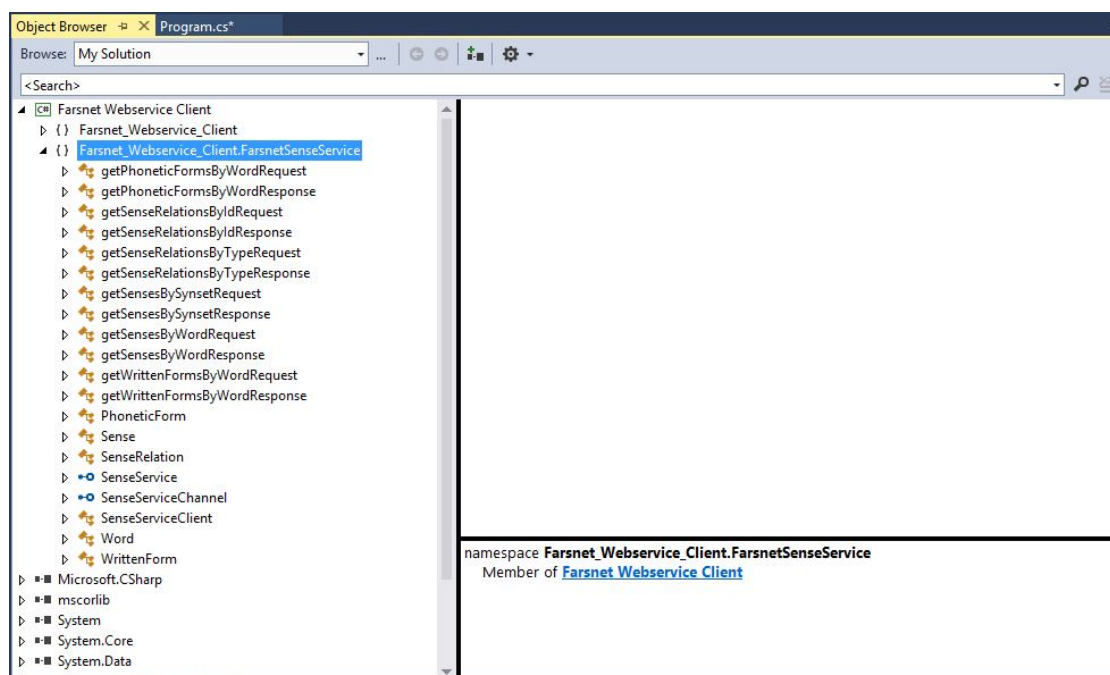 Object Browser Program.cs*
Browse: My Solution ...
<Search>
C# Farsnet Webservice Client
{ } Farsnet_Webservice_Client
{ } Farsnet_Webservice_Client.FarsnetSenseService
getPhoneticFormsByWordRequest
getPhoneticFormsByWordResponse
getSenseRelationsByIdRequest
getSenseRelationsByIdResponse
getSenseRelationsByTypeRequest
getSenseRelationsByTypeResponse
getSensesBySynsetRequest
getSensesBySynsetResponse
getSensesByWordRequest
getSensesByWordResponse
getWrittenFormsByWordRequest
getWrittenFormsByWordResponse
PhoneticForm
Sense
SenseRelation
SenseService
SenseServiceChannel
SenseServiceClient
Word
WrittenForm
Microsoft.CSharp
mscorlib
System
System.Core
System.Data
namespace Farsnet_Webservice_Client.FarsnetSenseService
Member of Farsnet Webservice Client